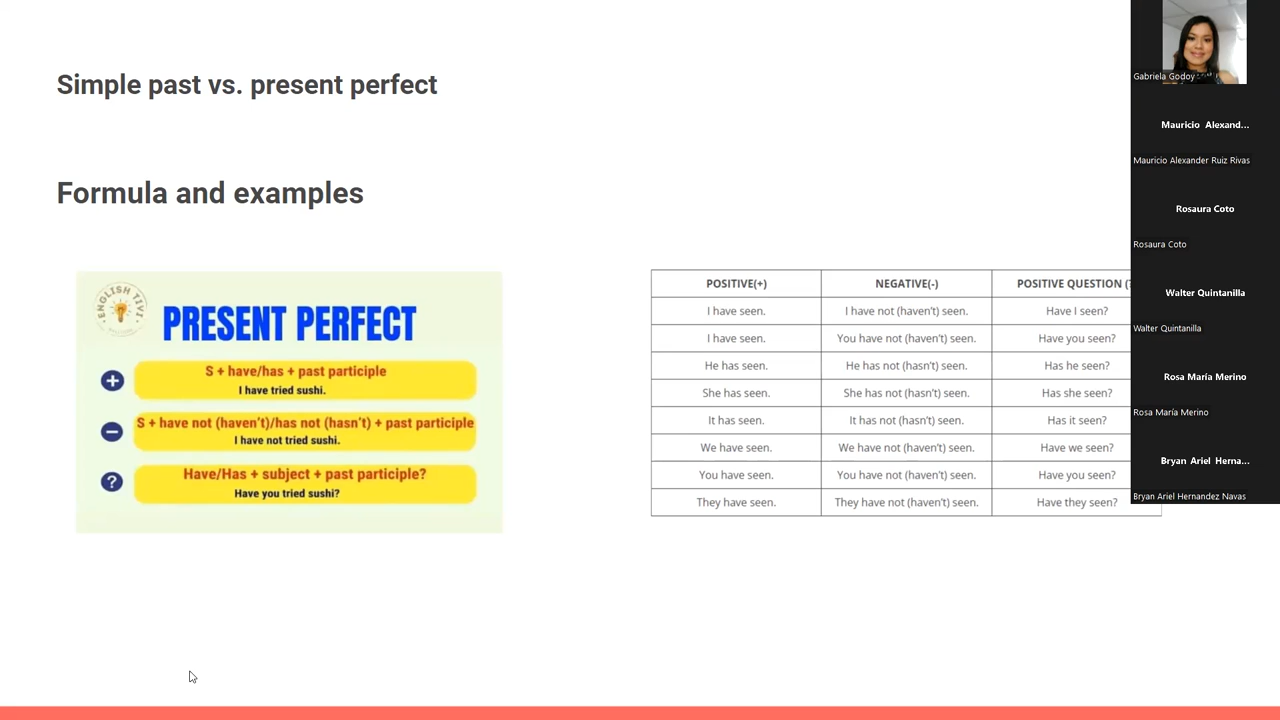 Simple past vs. present perfect
Formula and examples
ENGLISH TIVI
PRESENT PERFECT
+
S + have/has + past participle
I have tried sushi.
−
S + have not (haven't)/has not (hasn't) + past participle
I have not tried sushi.
?
Have/Has + subject + past participle?
Have you tried sushi?
POSITIVE(+) NEGATIVE(-) POSITIVE QUESTION (
I have seen. I have not (haven't) seen. Have I seen?
I have seen. You have not (haven't) seen. Have you seen?
He has seen. He has not (hasn't) seen. Has he seen?
She has seen. She has not (hasn't) seen. Has she seen?
It has seen. It has not (hasn't) seen. Has it seen?
We have seen. We have not (haven't) seen. Have we seen?
You have seen. You have not (haven't) seen. Have you seen?
They have seen. They have not (haven't) seen. Have they seen?
Gabriela Godoy
Mauricio Alexand...
Mauricio Alexander Ruiz Rivas
Rosaura Coto
Rosaura Coto
Walter Quintanilla
Walter Quintanilla
Rosa María Merino
Rosa María Merino
Bryan Ariel Herna...
Bryan Ariel Hernandez Navas